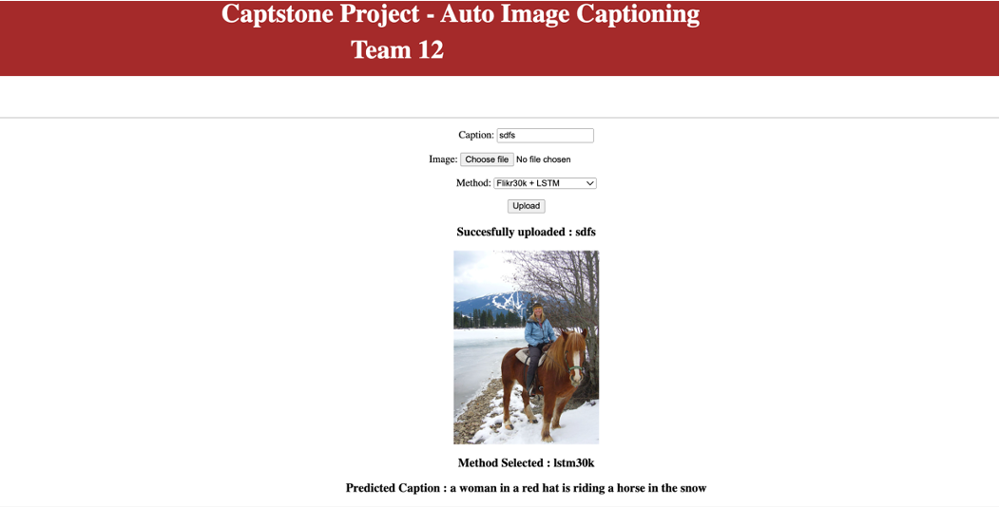 Captstone Project - Auto Image Captioning
Team 12
Caption: sdfs
Image: Choose file No file chosen
Method: Flikr30k + LSTM
Upload
Succesfully uploaded : sdfs
Method Selected : lstm30k
Predicted Caption : a woman in a red hat is riding a horse in the snow